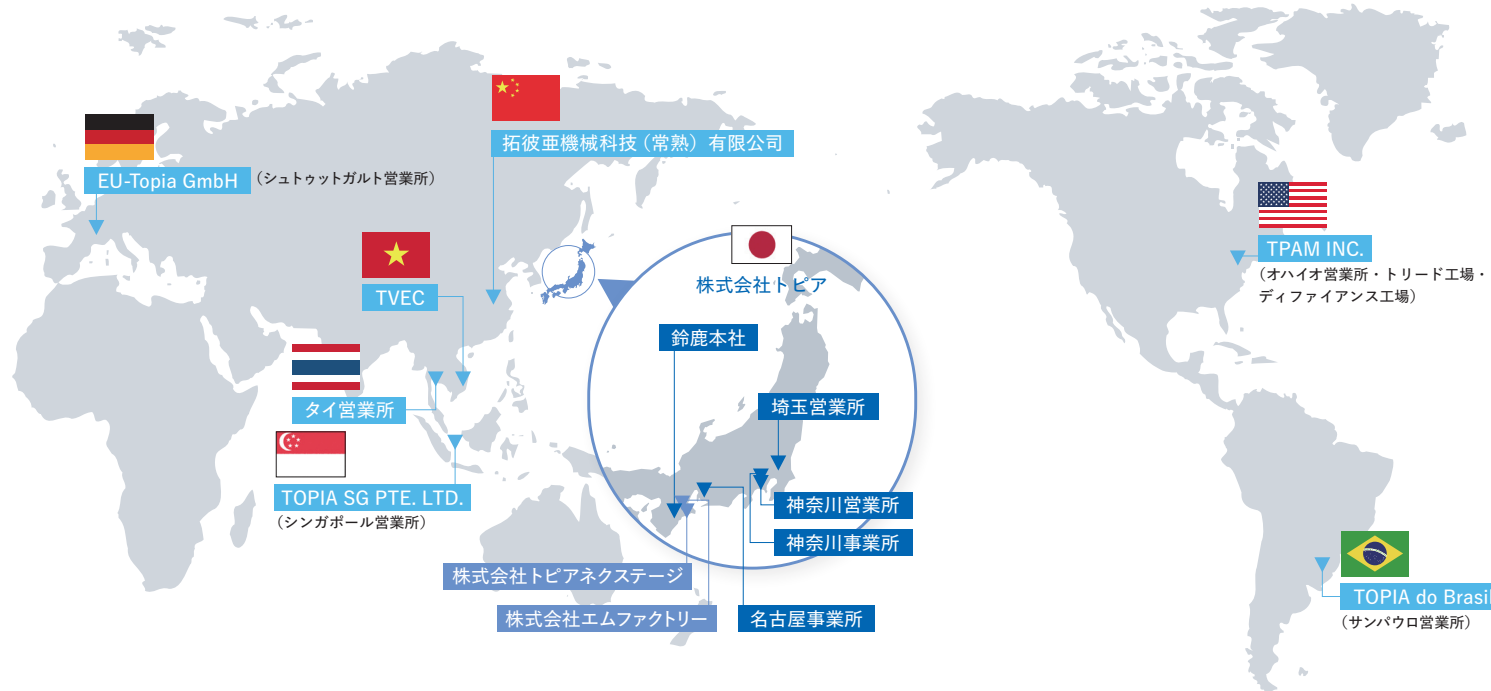 拓彼亜機械科技（常熟）有限公司
EU-Topia GmbH（シュトゥットガルト営業所）
TPAM INC.
（オハイオ営業所・トリード工場・
ディファイアンス工場）
株式会社トピア
TVEC
鈴鹿本社
タイ営業所
埼玉営業所
TOPIA SG PTE. LTD.
（シンガポール営業所）
神奈川営業所
神奈川事業所
株式会社トピアネクステージ
株式会社エムファクトリー
名古屋事業所
TOPIA do Brasil
（サンパウロ営業所）